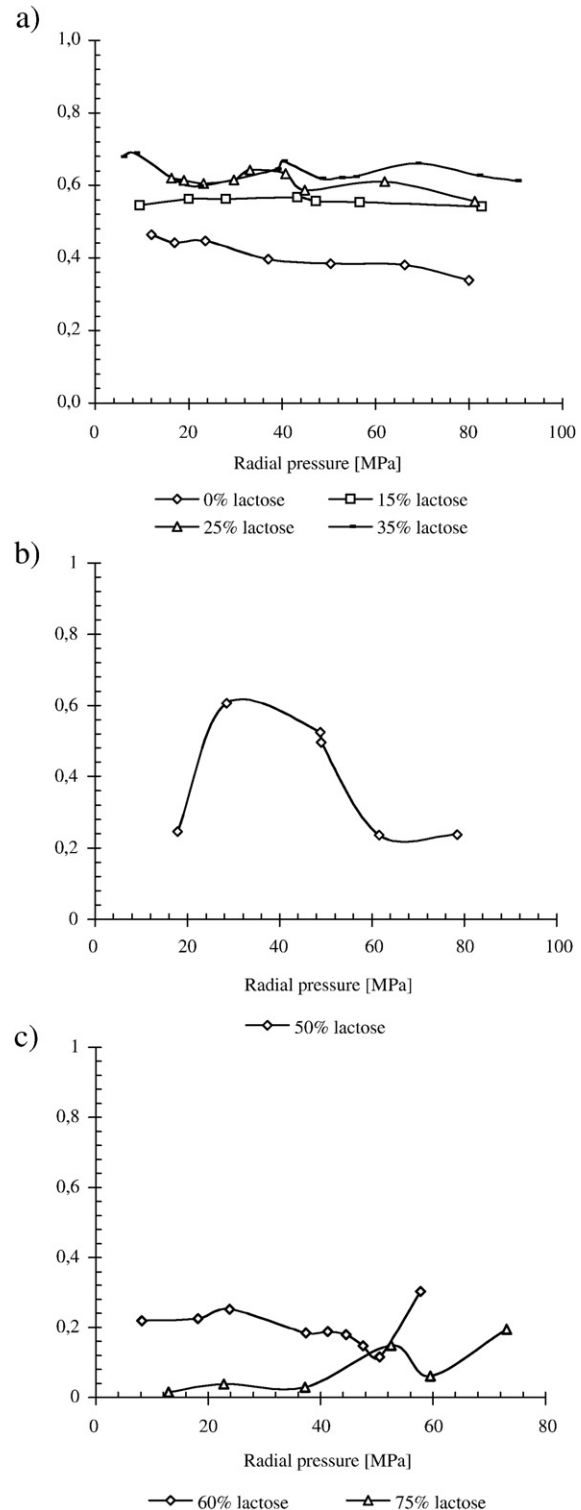 a)
1,0
0,8
0,6
0,4
0,2
0,0
0 20 40 60 80 100
Radial pressure [MPa]
0% lactose 15% lactose
25% lactose 35% lactose
b)
1
0,8
0,6
0,4
0,2
0
0 20 40 60 80 100
Radial pressure [MPa]
50% lactose
c)
1
0,8
0,6
0,4
0,2
0
0 20 40 60 80
Radial pressure [MPa]
60% lactose 75% lactose